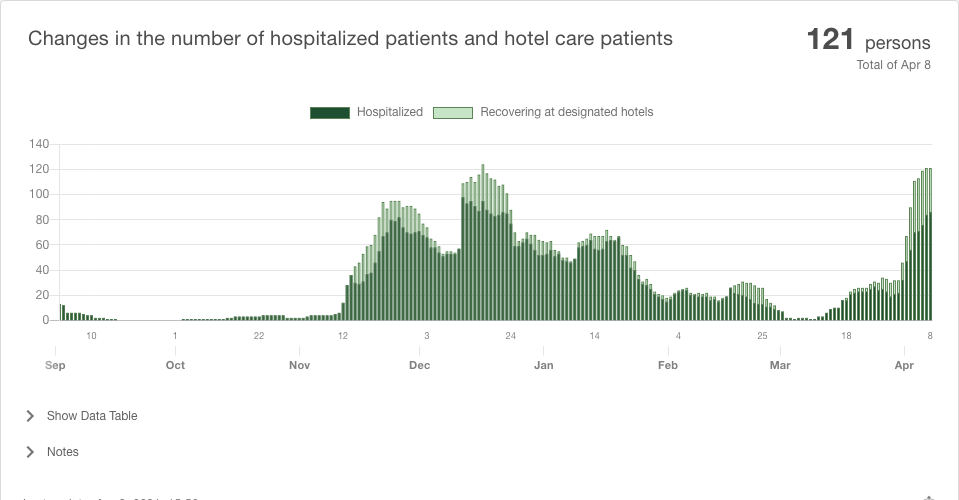 Changes in the number of hospitalized patients and hotel care patients
121 persons
Total of Apr 8
Hospitalized Recovering at designated hotels
140
120
100
80
60
40
20
0
10 1 22 12 3 24 14 4 25 18 8
Sep Oct Nov Dec Jan Feb Mar Apr
Show Data Table
Notes